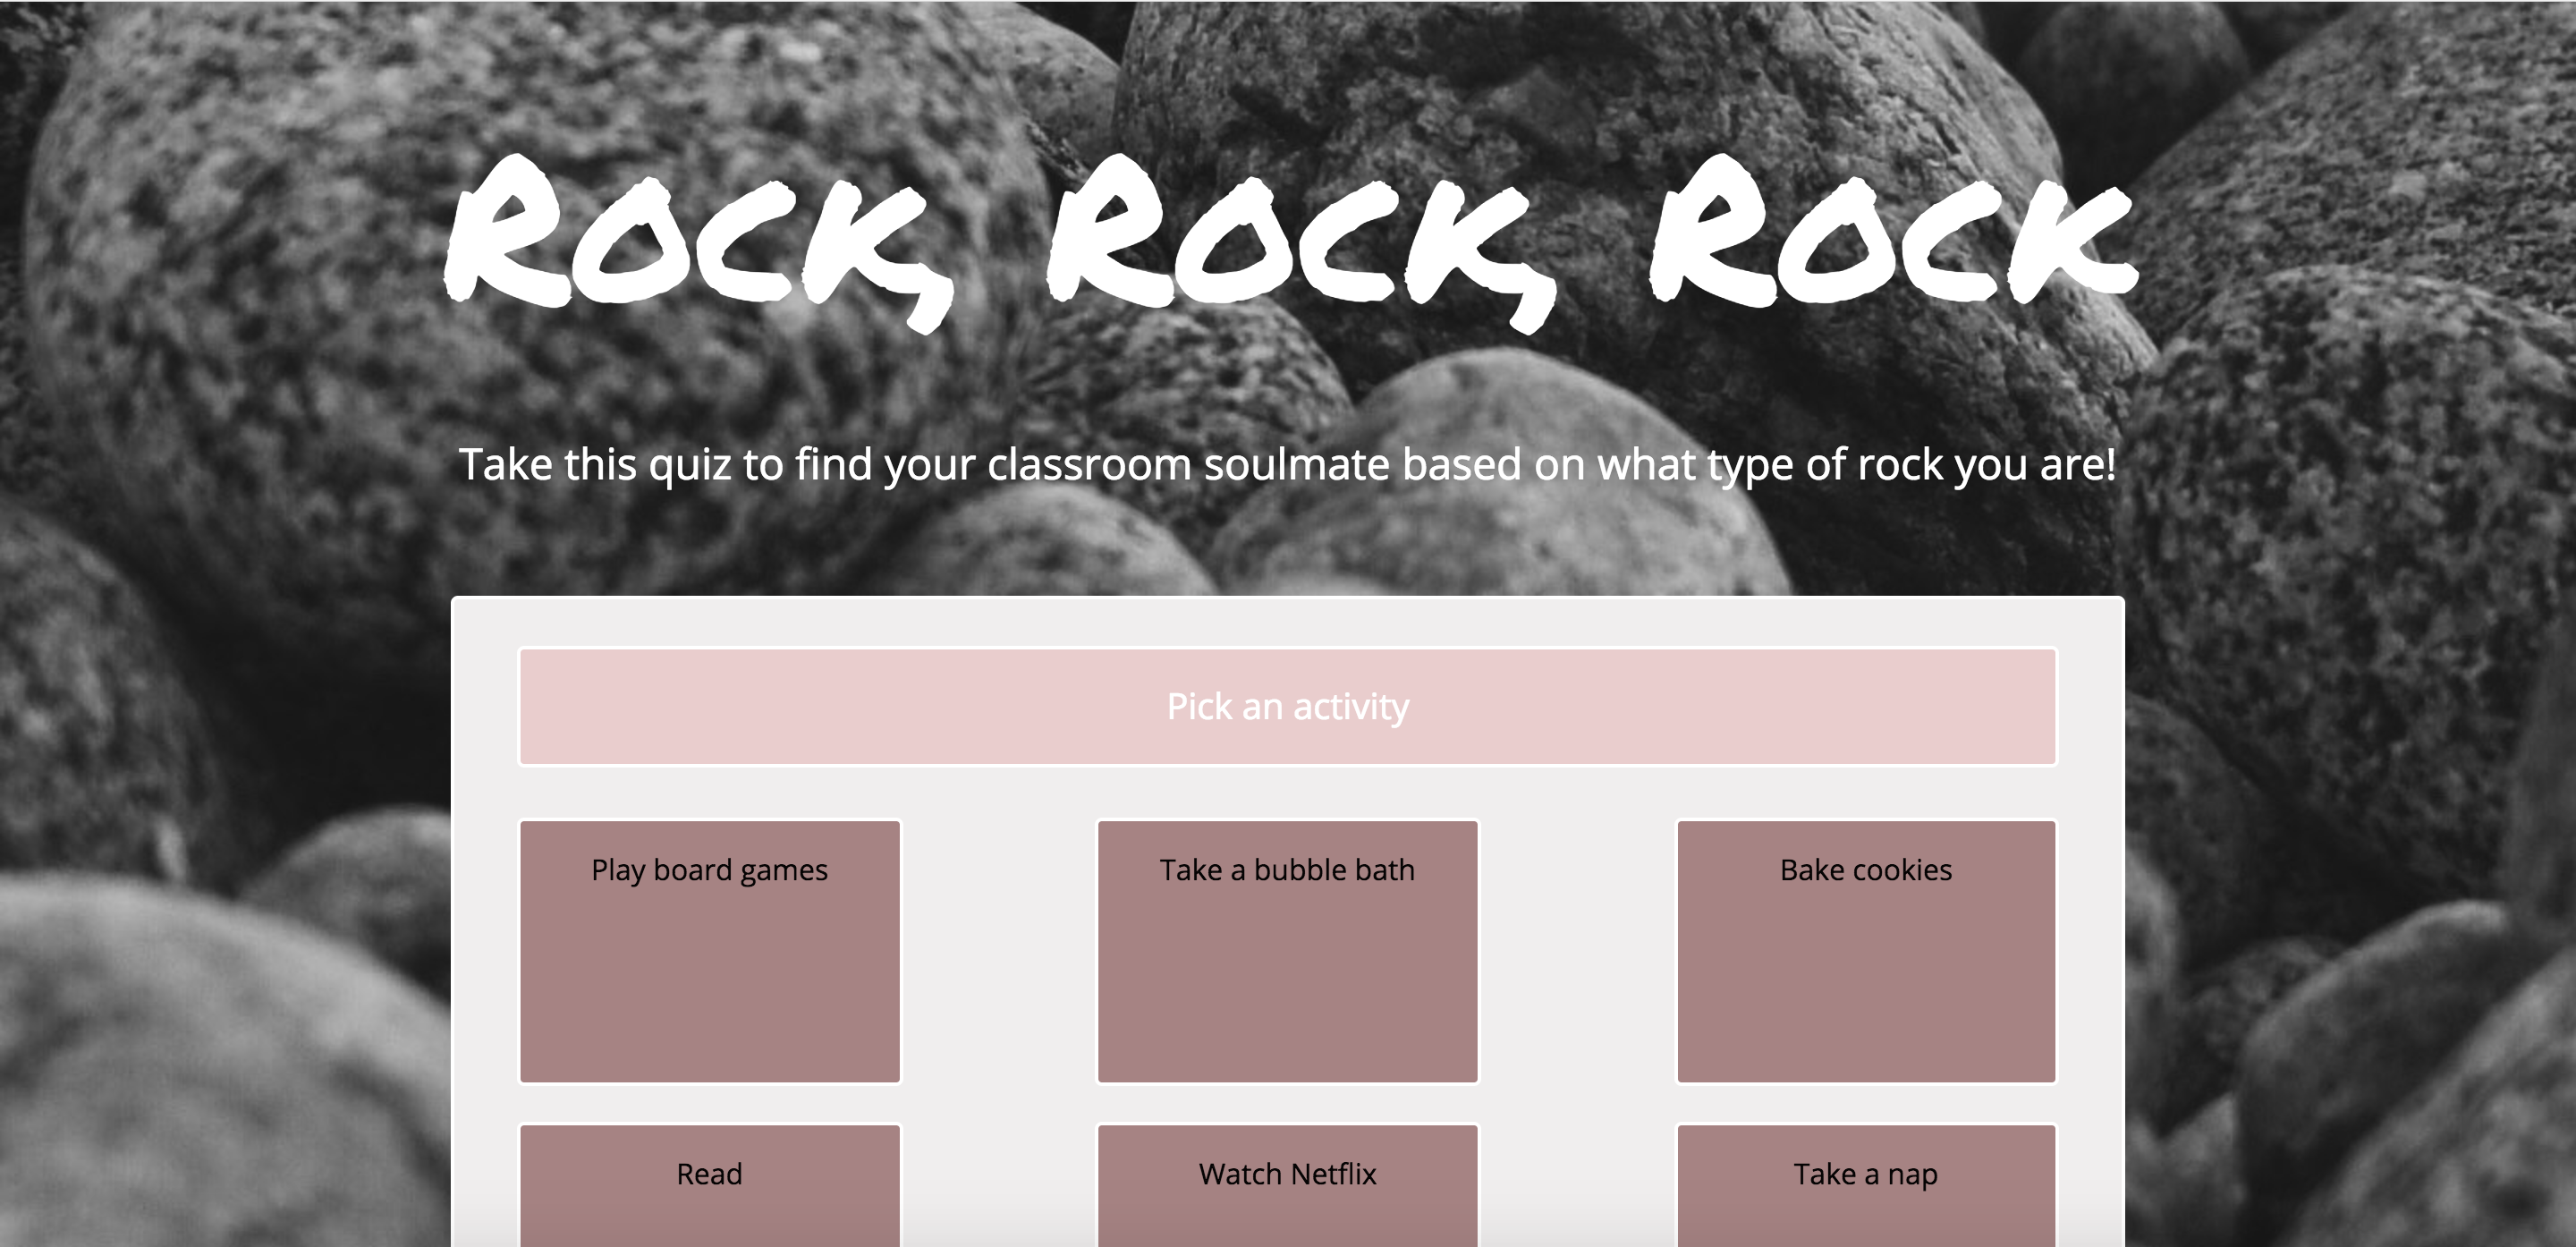 Rock, Rock, Rock
Take this quiz to find your classroom soulmate based on what type of rock you are!
Pick an activity
Play board games
Take a bubble bath
Bake cookies
Read
Watch Netflix
Take a nap